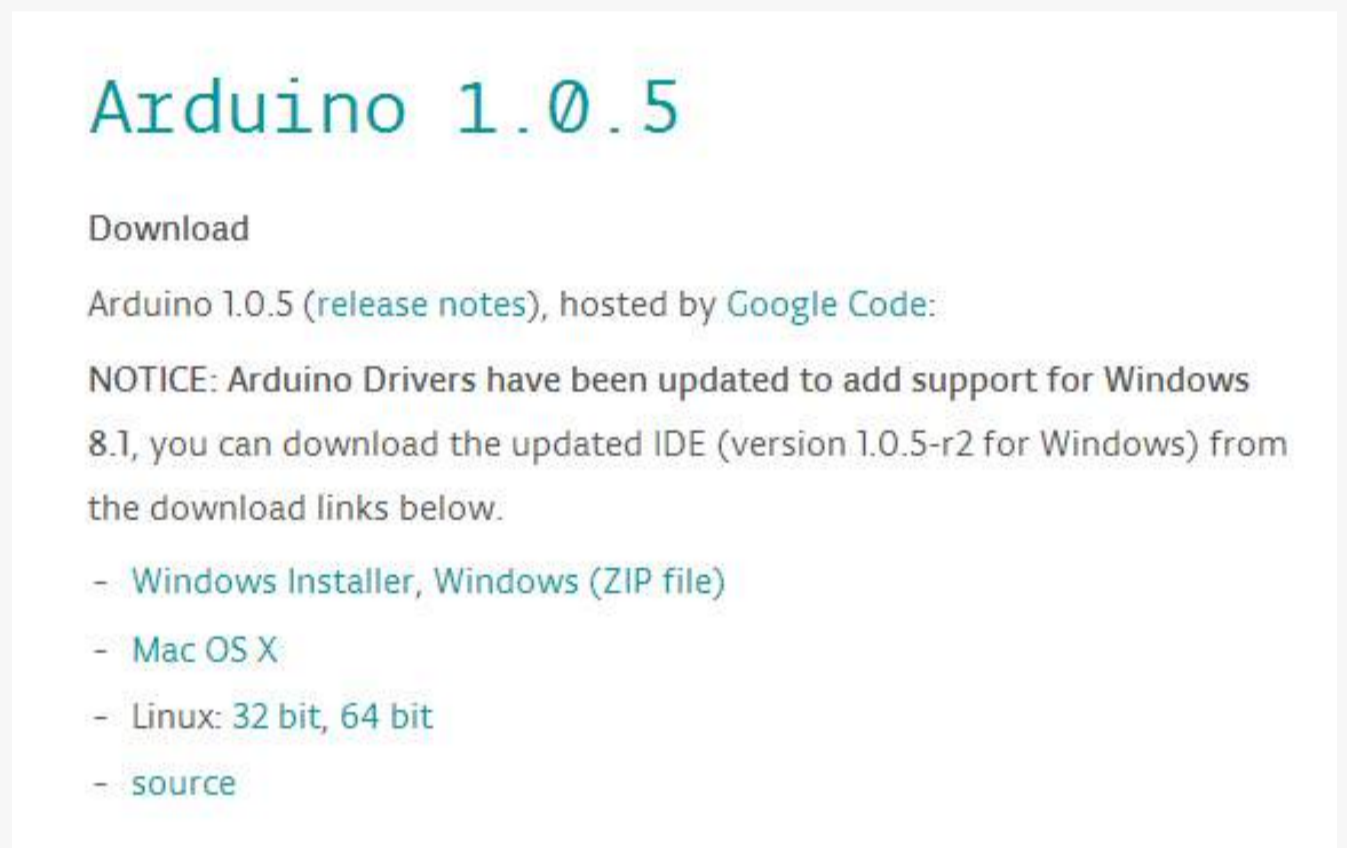 Arduino 1.0.5
Download
Arduino 1.0.5 (release notes), hosted by Google Code:
NOTICE: Arduino Drivers have been updated to add support for Windows
8.1, you can download the updated IDE (version 1.0.5-r2 for Windows) from
the download links below.
- Windows Installer, Windows (ZIP file)
- Mac OS X
- Linux: 32 bit, 64 bit
- source